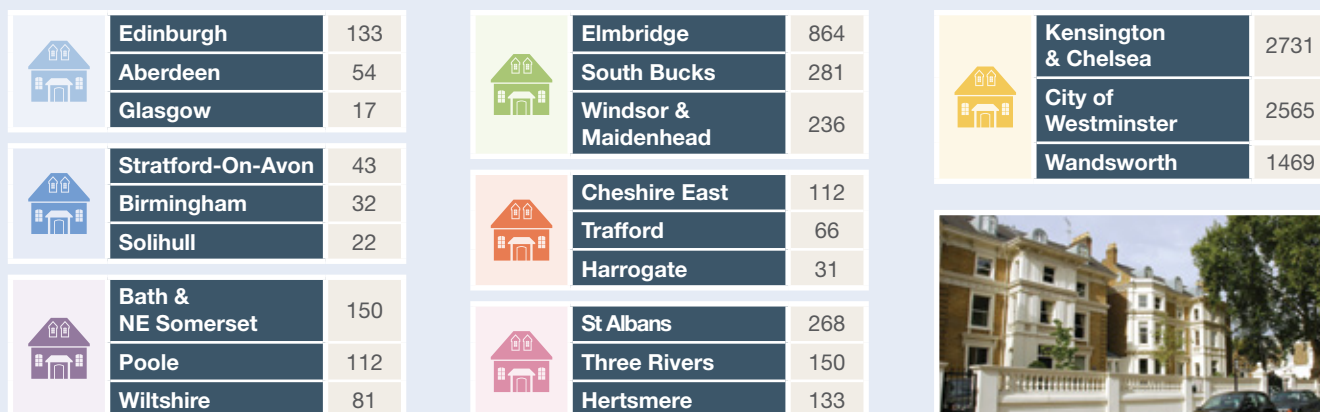 Edinburgh 133
Aberdeen 54
Glasgow 17
Stratford-On-Avon 43
Birmingham 32
Solihull 22
Bath &
NE Somerset 150
Poole 112
Wiltshire 81
Elmbridge 864
South Bucks 281
Windsor &
Maidenhead 236
Cheshire East 112
Trafford 66
Harrogate 31
St Albans 268
Three Rivers 150
Hertsmere 133
Kensington
& Chelsea 2731
City of
Westminster 2565
Wandsworth 1469